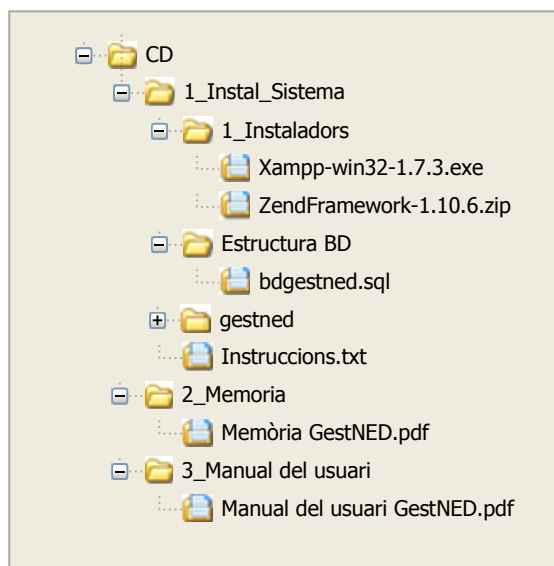 CD
1_Instal_Sistema
1_Instaladors
Xampp-win32-1.7.3.exe
ZendFramework-1.10.6.zip
Estructura BD
bdgestned.sql
gestned
Instruccions.txt
2_Memoria
Memòria GestNED.pdf
3_Manual del usuari
Manual del usuari GestNED.pdf